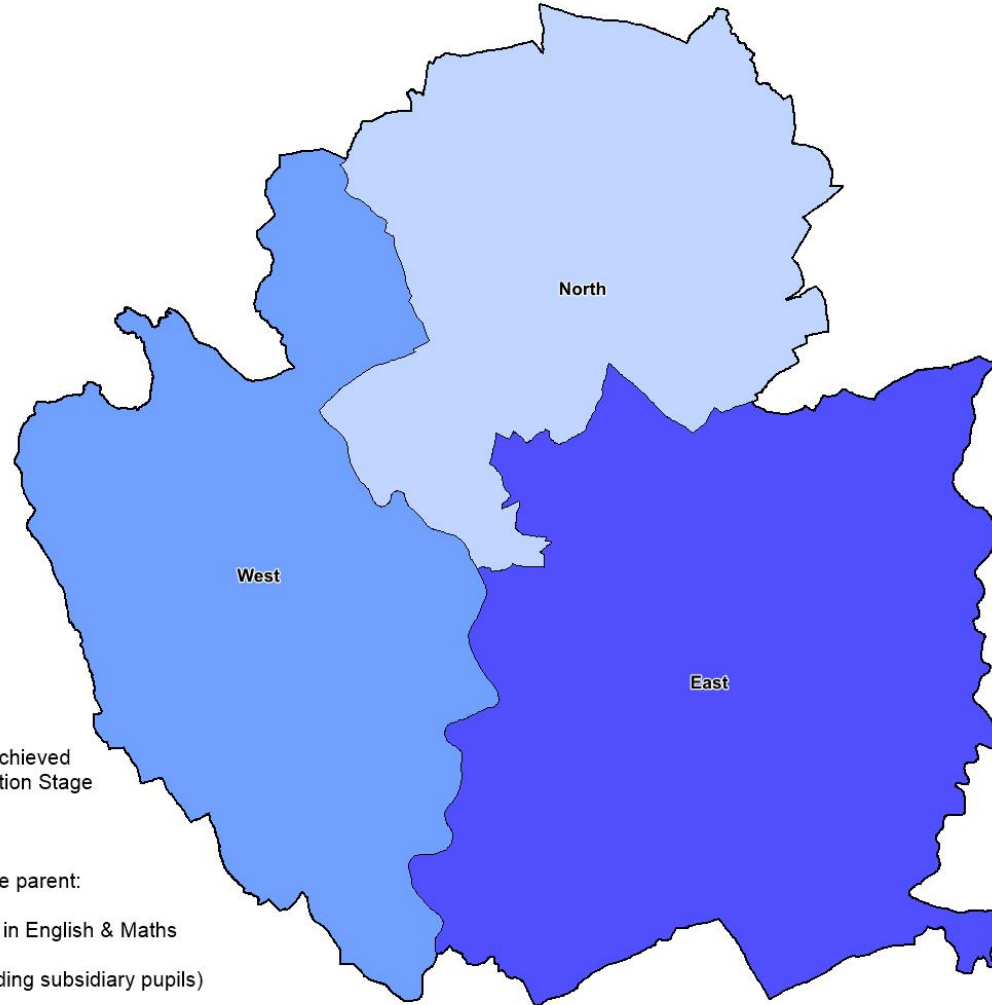 North
West
East
chieved
tion Stage
e parent:
in English & Maths
ding subsidiary pupils)